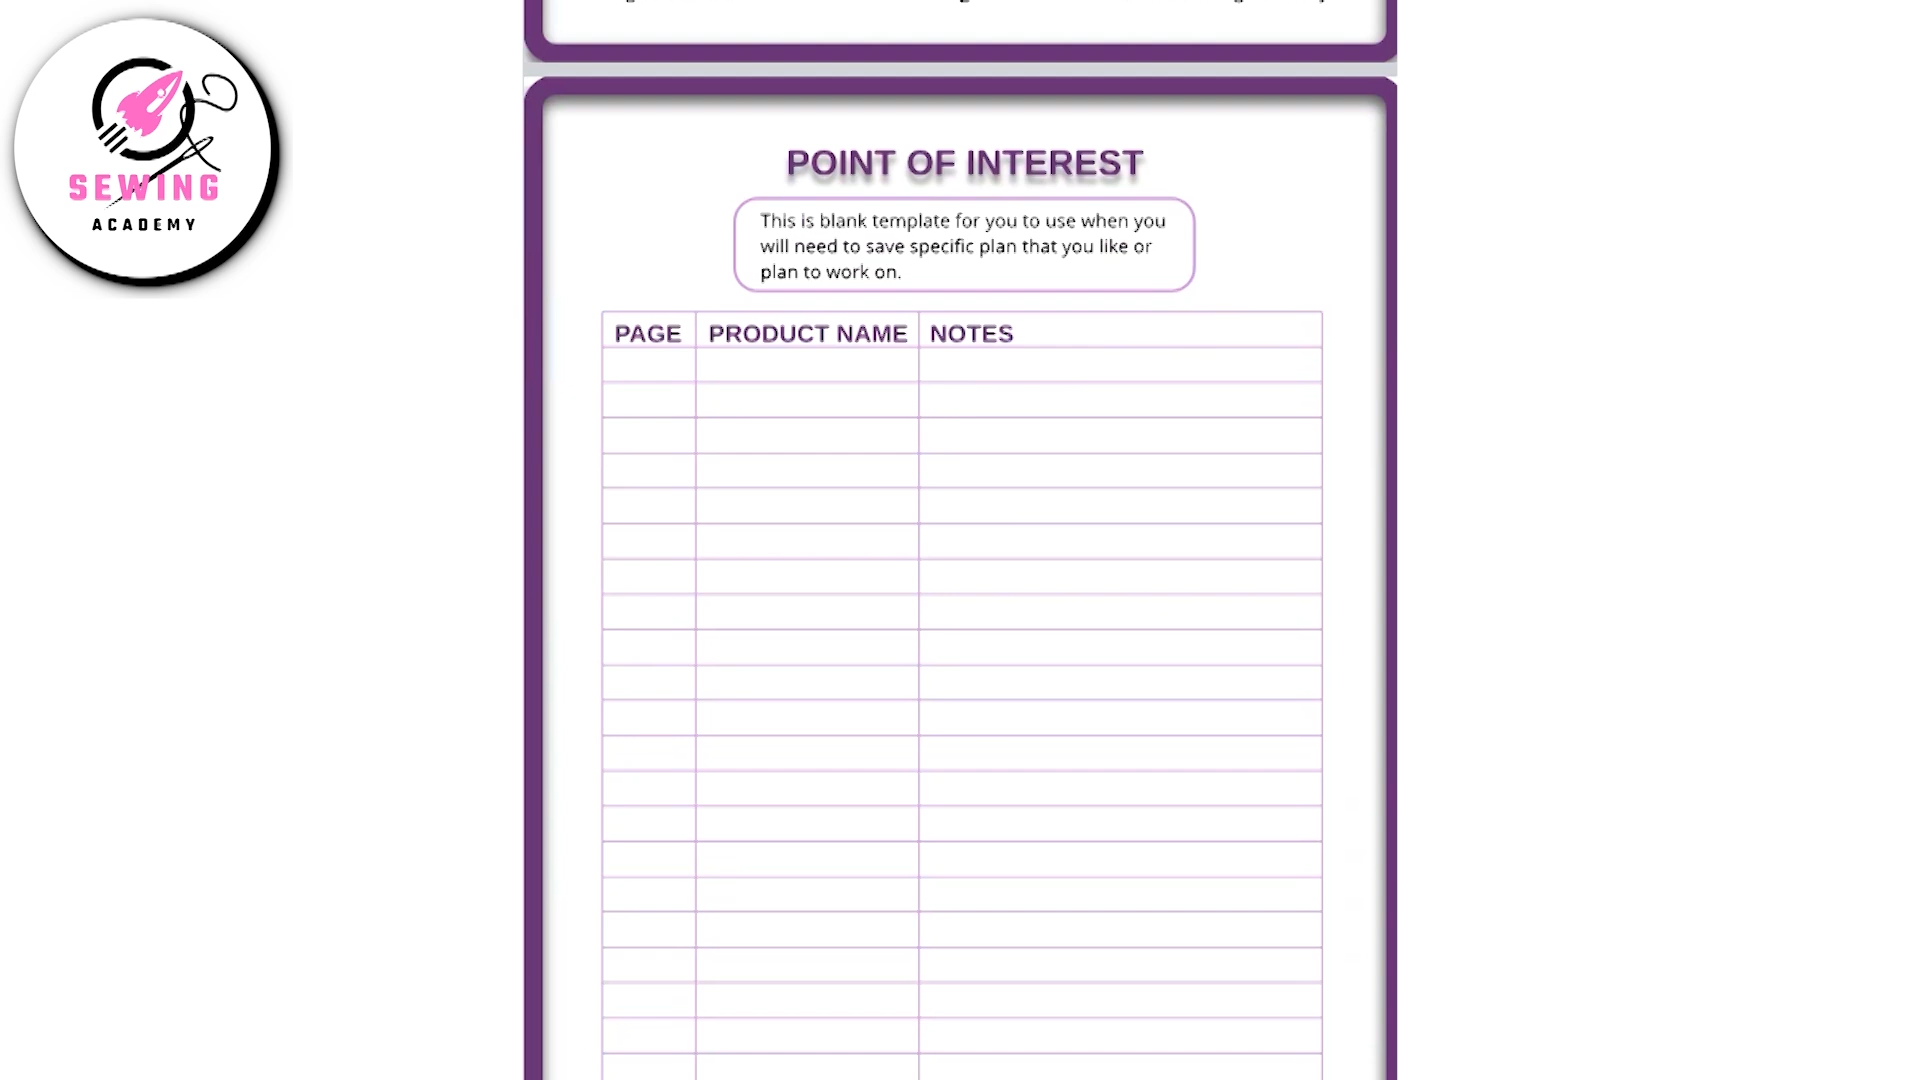 SEWING
ACADEMY
POINT OF INTEREST
This is blank template for you to use when you
will need to save specific plan that you like or
plan to work on.
PAGE PRODUCT NAME NOTES